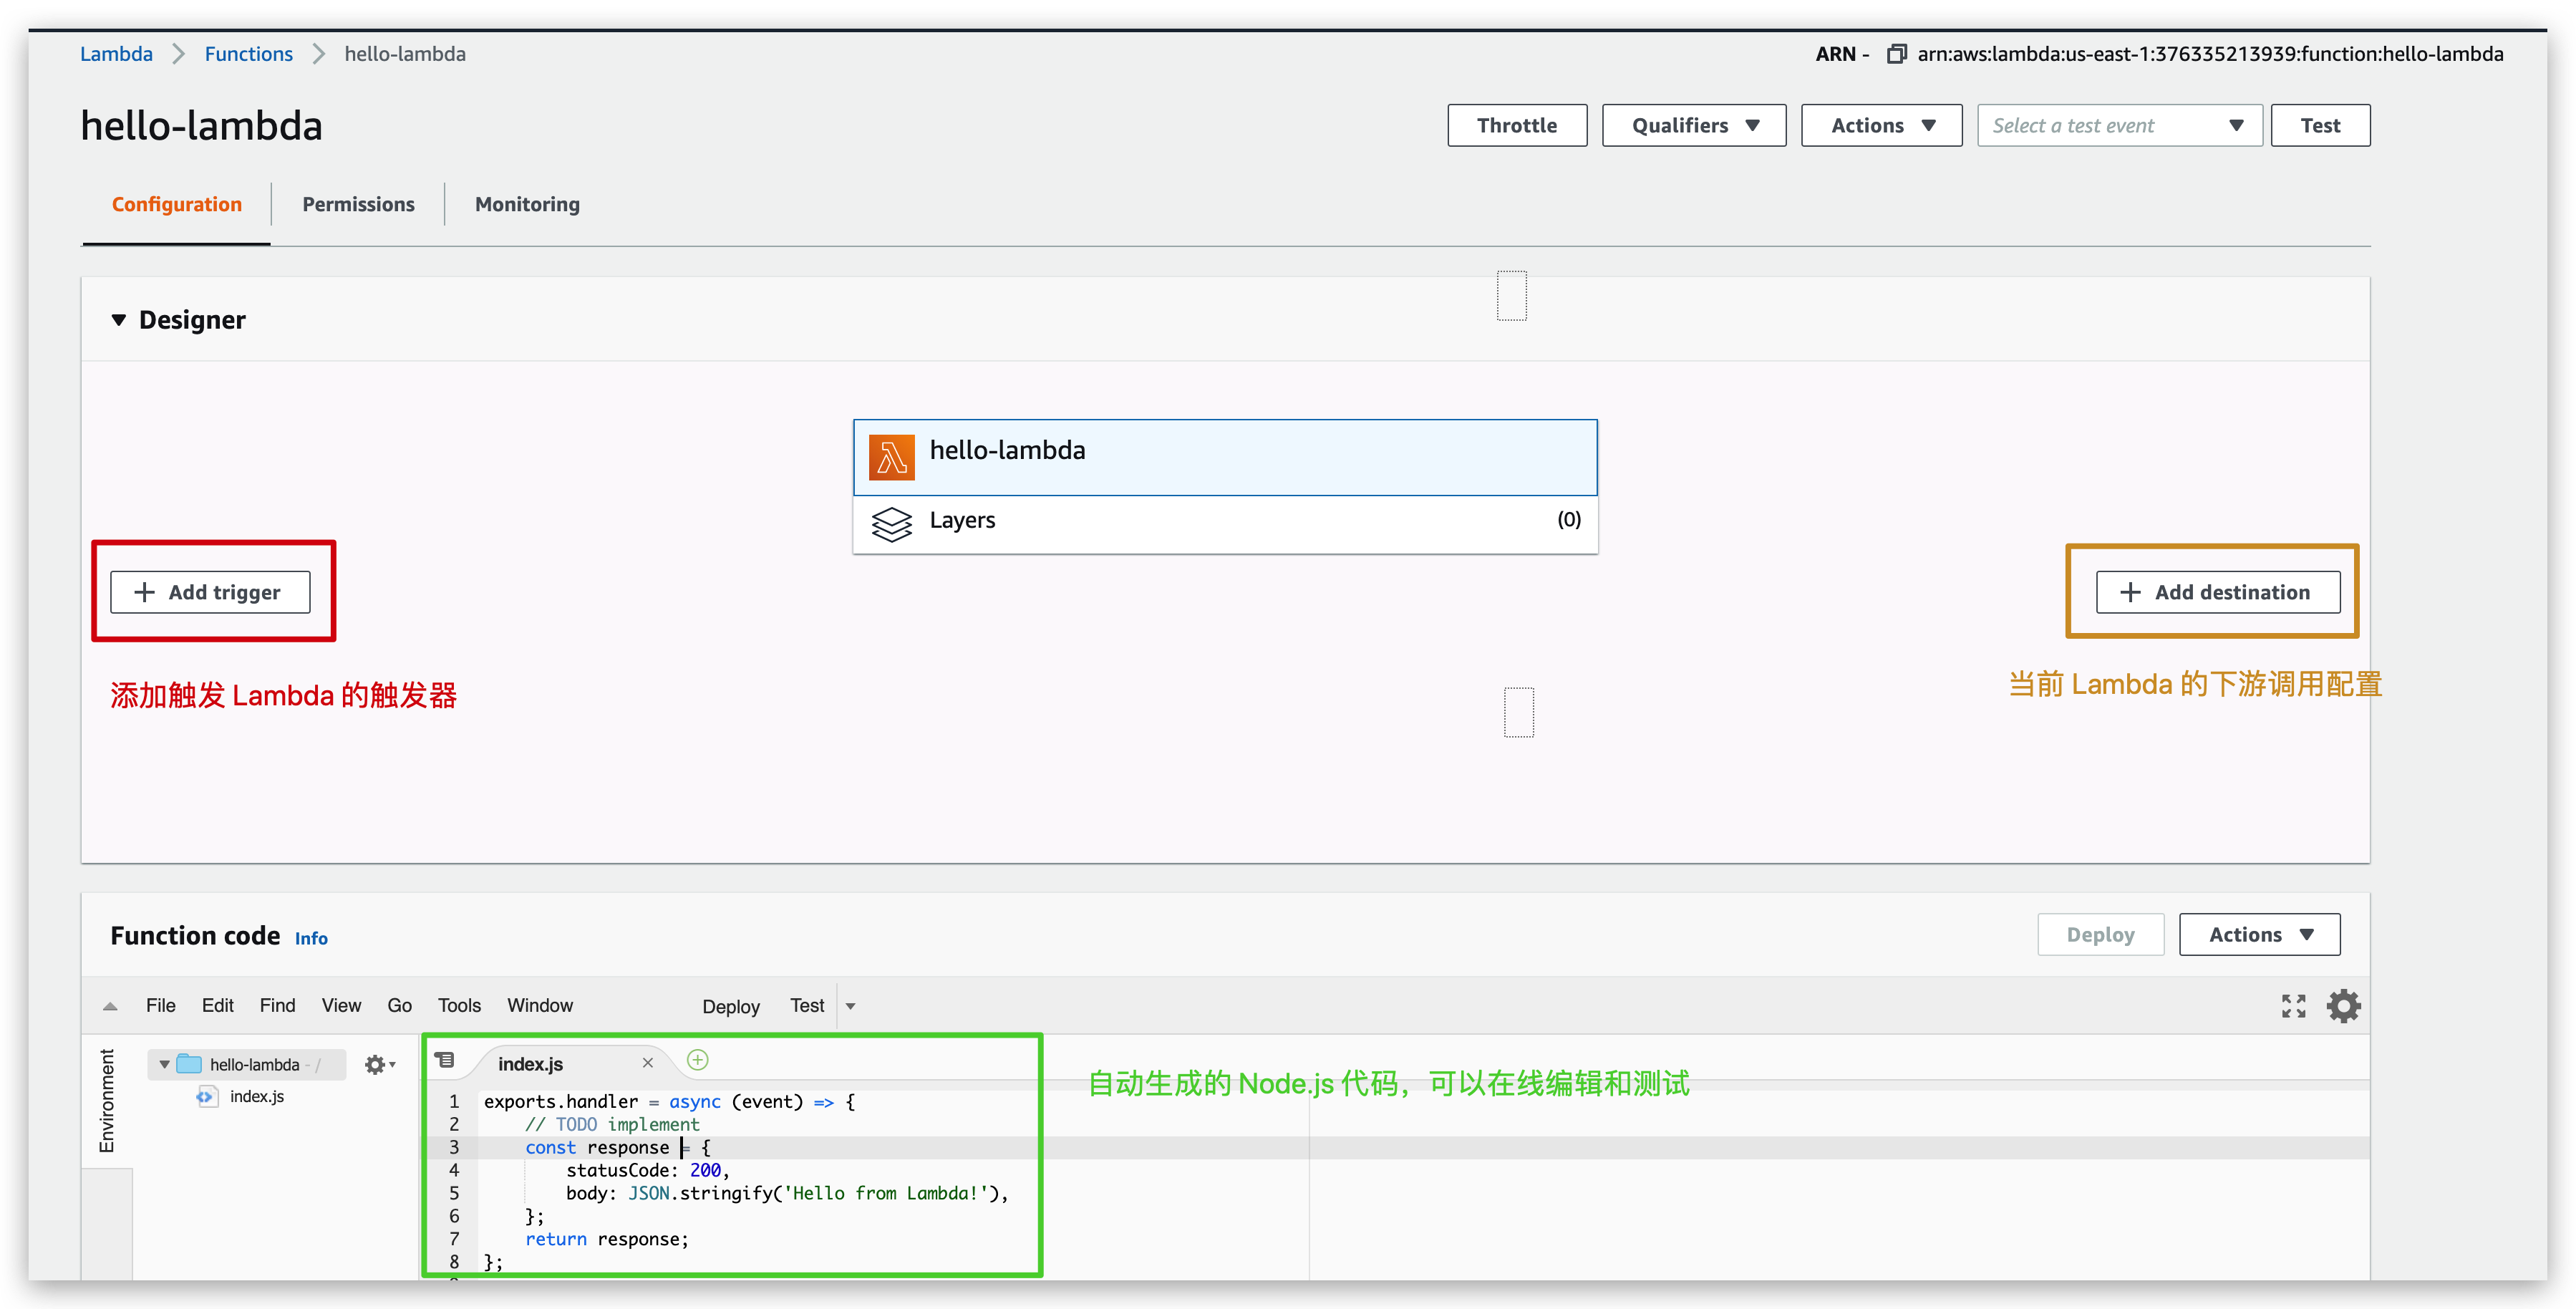 Lambda > Functions > hello-lambda
ARN - arn:aws:lambda:us-east-1:376335213939:function:hello-lambda
hello-lambda
Throttle
Qualifiers
Actions
Select a test event
Test
Configuration
Permissions
Monitoring
Designer
hello-lambda
Layers (0)
+ Add trigger
+ Add destination
添加触发 Lambda 的触发器
当前 Lambda 的下游调用配置
Function code Info
Deploy
Actions
File Edit Find View Go Tools Window Deploy Test
Environment
hello-lambda - /
index.js
index.js
自动生成的 Node.js 代码，可以在线编辑和测试
1 exports.handler = async (event) => {
2 // TODO implement
3 const response = {
4 statusCode: 200,
5 body: JSON.stringify('Hello from Lambda!'),
6 };
7 return response;
8 };